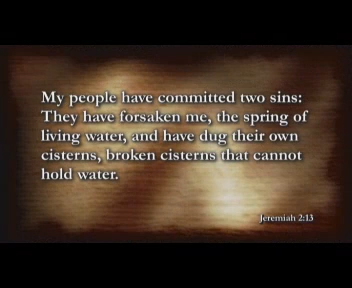 My people have committed two sins:
They have forsaken me, the spring of
living water, and have dug their own
cisterns, broken cisterns that cannot
hold water.
Jeremiah 2:13